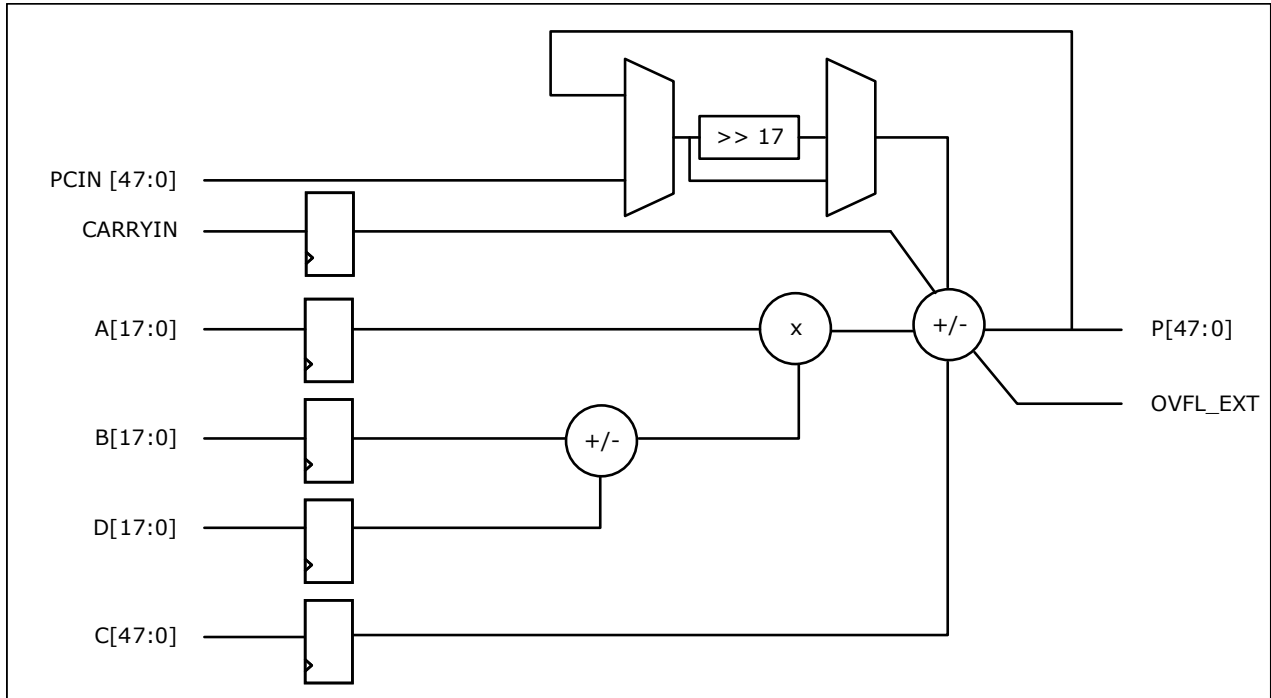 >> 17
PCIN [47:0]
CARRYIN
A[17:0]
x
+/-
P[47:0]
OVFL_EXT
B[17:0]
+/-
D[17:0]
C[47:0]